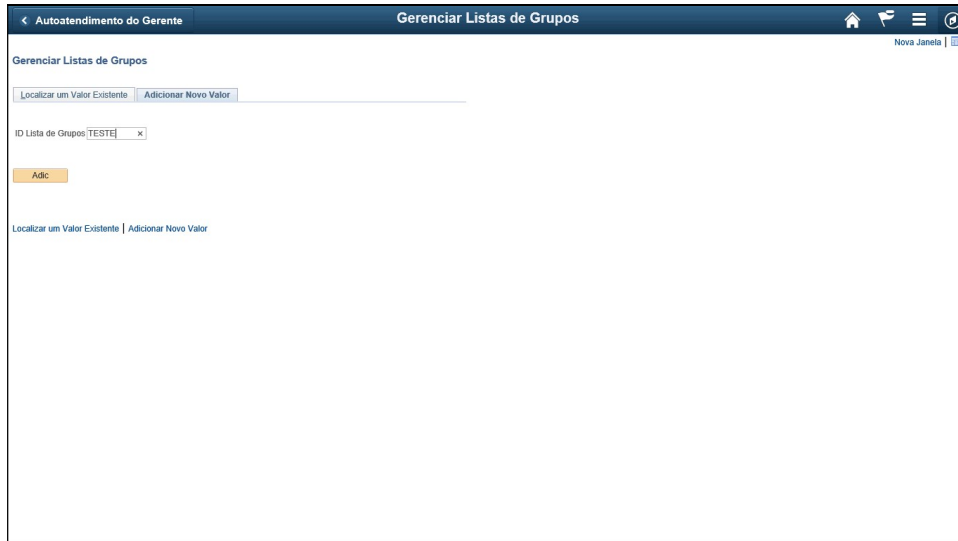 Autoatendimento do Gerente
Gerenciar Listas de Grupos
Nova Janela |
Gerenciar Listas de Grupos
Localizar um Valor Existente Adicionar Novo Valor
ID Lista de Grupos TESTE ×
Adic
Localizar um Valor Existente | Adicionar Novo Valor